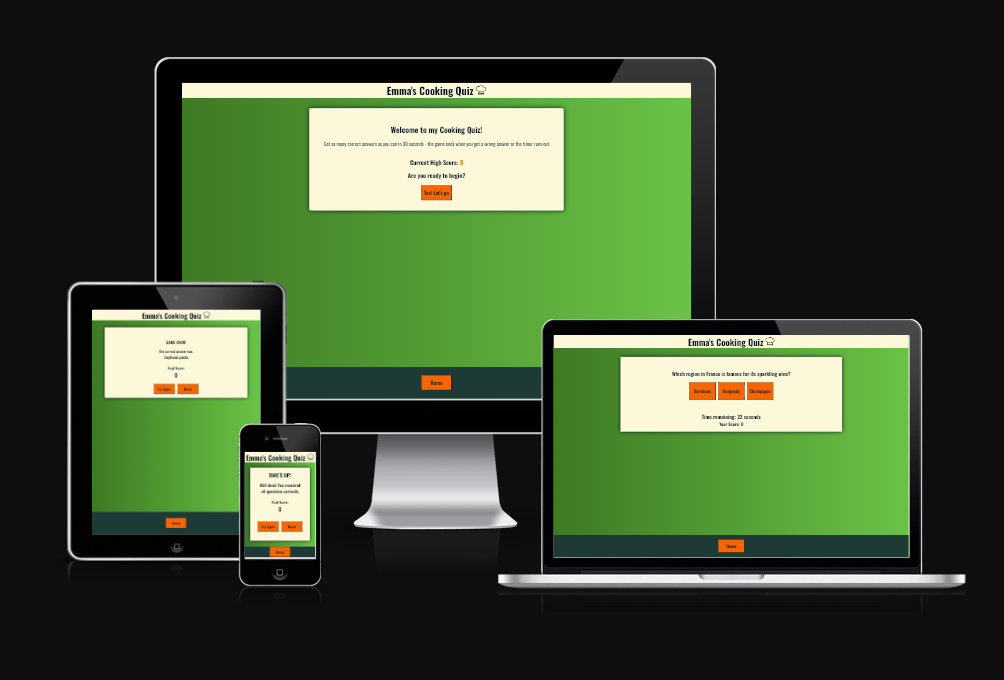 Emma's Cooking Quiz
Welcome to my Cooking Quiz!
Get as many correct answers as you can in 30 seconds - the game ends when you get a wrong answer or the timer runs out
Current High Score: 3
Are you ready to begin?
Yes! Let's go
Home
Emma's Cooking Quiz
GAME OVER!
The correct answer was:
Final Score:
0
Try Again
Home
Home
Emma's Cooking Quiz
TIME'S UP!
Well done! You answered
all questions correctly
Final Score:
0
Try Again
Home
Home
Emma's Cooking Quiz
Which region in France is famous for its sparkling wine?
Bordeaux
Burgundy
Champagne
Time remaining: 22 seconds
Your Score: 0
Home